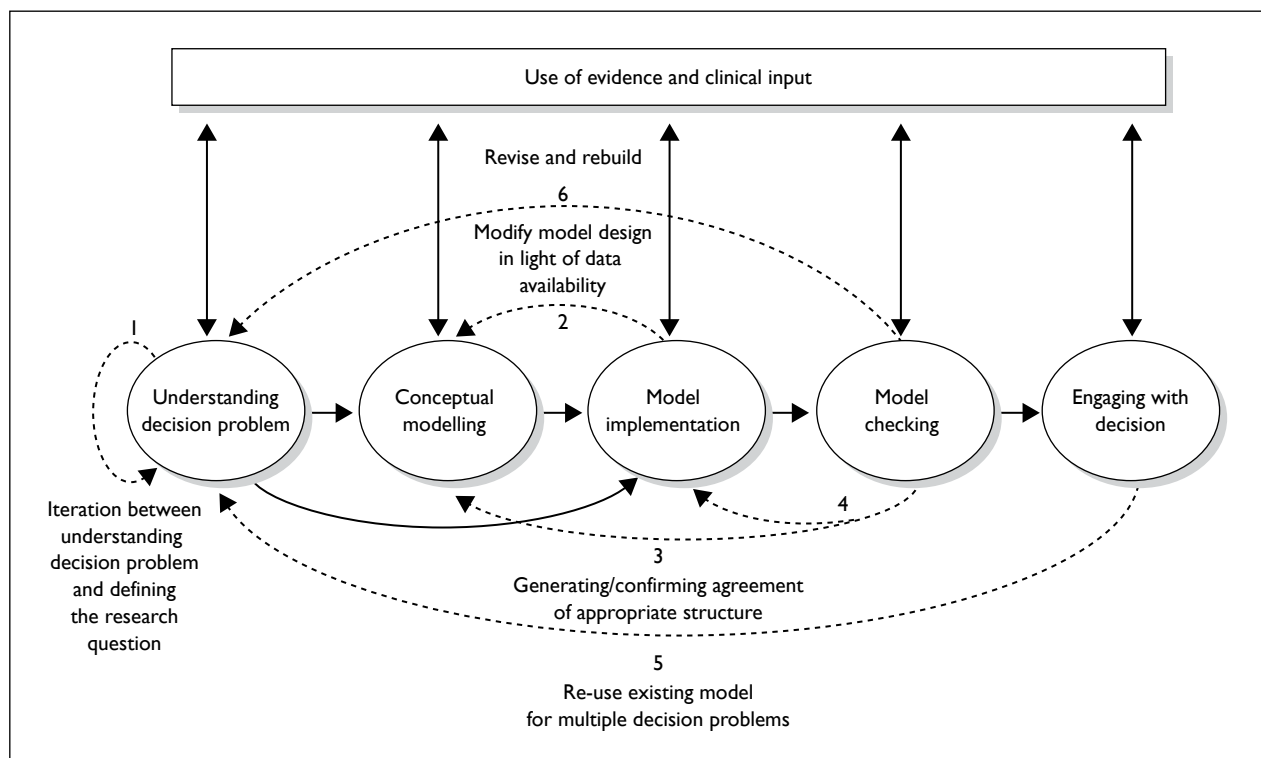 Use of evidence and clinical input
Revise and rebuild
6
Modify model design
in light of data
availability
2
1
Understanding
decision problem
Conceptual
modelling
Model
implementation
Model
checking
Engaging with
decision
Iteration between
understanding
decision problem
and defining
the research
question
4
3
Generating/confirming agreement
of appropriate structure
5
Re-use existing model
for multiple decision problems